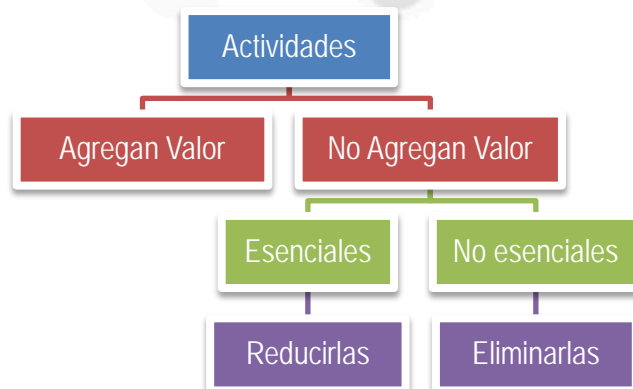 Actividades
Agregan Valor
No Agregan Valor
Esenciales
No esenciales
Reducirlas
Eliminarlas